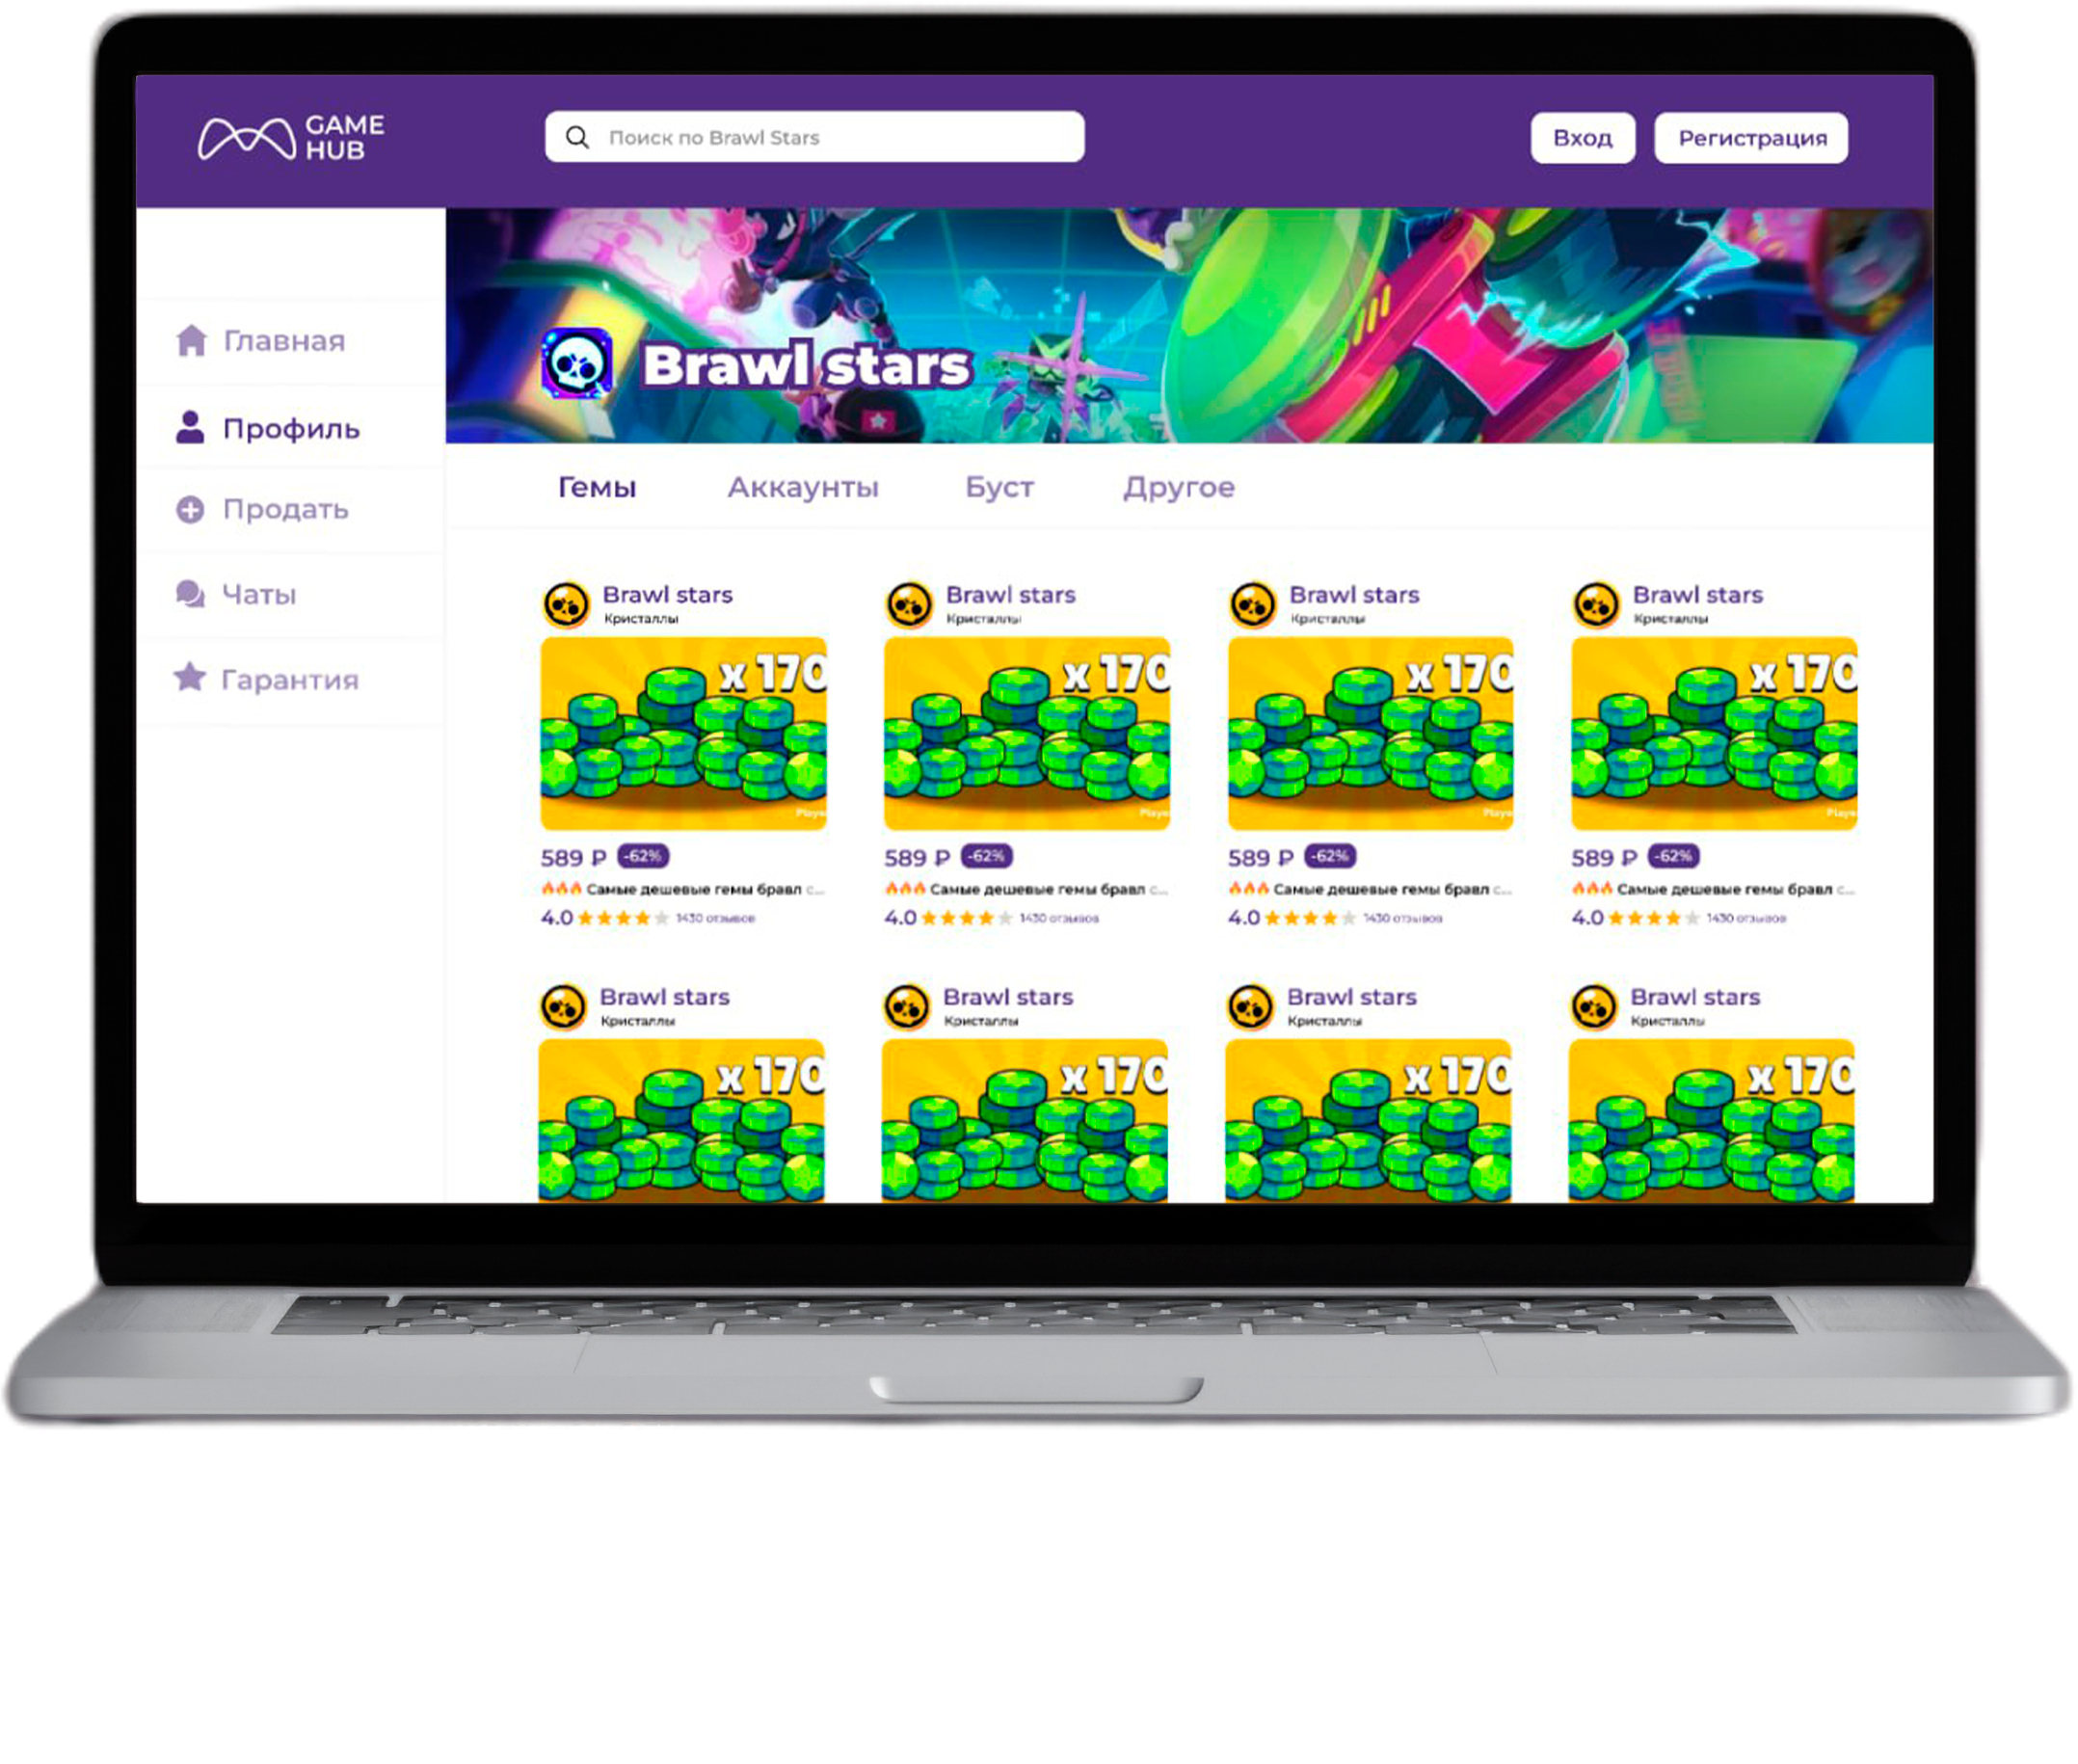 GAME
HUB
Поиск по Brawl Stars
Вход
Регистрация
Главная
Профиль
Продать
Чаты
Гарантия
Brawl stars
Гемы
Аккаунты
Буст
Другое
Brawl stars
Кристаллы
x 170
Playe
589 ₽
-62%
🔥🔥🔥 Самые дешевые гемы бравл с...
4.0
1430 отзывов
Brawl stars
Кристаллы
x 170
Playe
589 ₽
-62%
🔥🔥🔥 Самые дешевые гемы бравл с...
4.0
1430 отзывов
Brawl stars
Кристаллы
x 170
Playe
589 ₽
-62%
🔥🔥🔥 Самые дешевые гемы бравл с...
4.0
1430 отзывов
Brawl stars
Кристаллы
x 170
Playe
589 ₽
-62%
🔥🔥🔥 Самые дешевые гемы бравл с...
4.0
1430 отзывов
Brawl stars
Кристаллы
x 170
Brawl stars
Кристаллы
x 170
Brawl stars
Кристаллы
x 170
Brawl stars
Кристаллы
x 170